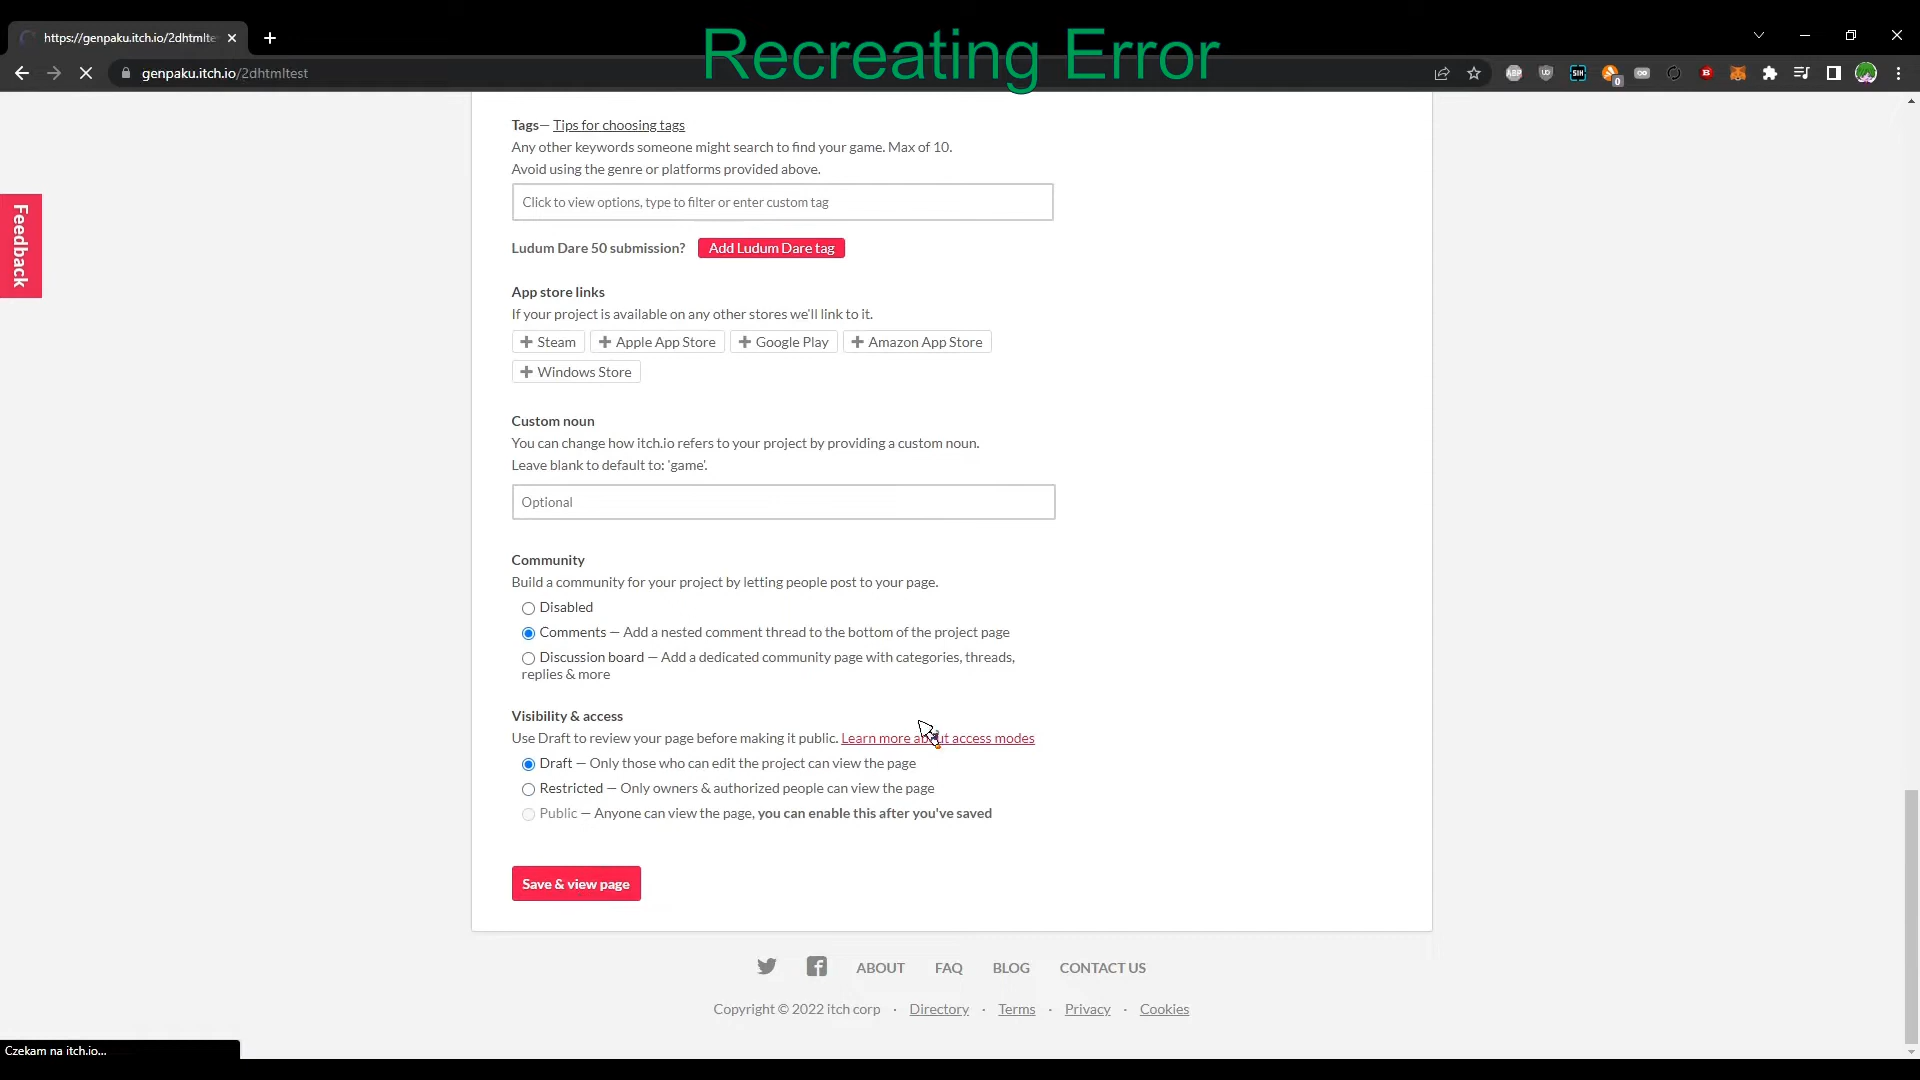 https://genpaku.itch.io/2dhtmlte
Recreating Error
genpaku.itch.io/2dhtmltest
Tags— Tips for choosing tags
Any other keywords someone might search to find your game. Max of 10.
Avoid using the genre or platforms provided above.
Click to view options, type to filter or enter custom tag
Feedback
Ludum Dare 50 submission? Add Ludum Dare tag
App store links
If your project is available on any other stores we'll link to it.
Steam Apple App Store Google Play Amazon App Store
Windows Store
Custom noun
You can change how itch.io refers to your project by providing a custom noun.
Leave blank to default to: 'game'.
Optional
Community
Build a community for your project by letting people post to your page.
Disabled
Comments — Add a nested comment thread to the bottom of the project page
Discussion board — Add a dedicated community page with categories, threads,
replies & more
Visibility & access
Use Draft to review your page before making it public. Learn more about access modes
Draft — Only those who can edit the project can view the page
Restricted — Only owners & authorized people can view the page
Public — Anyone can view the page, you can enable this after you've saved
Save & view page
ABOUT FAQ BLOG CONTACT US
Copyright © 2022 itch corp · Directory · Terms · Privacy · Cookies
Czekam na itch.io...